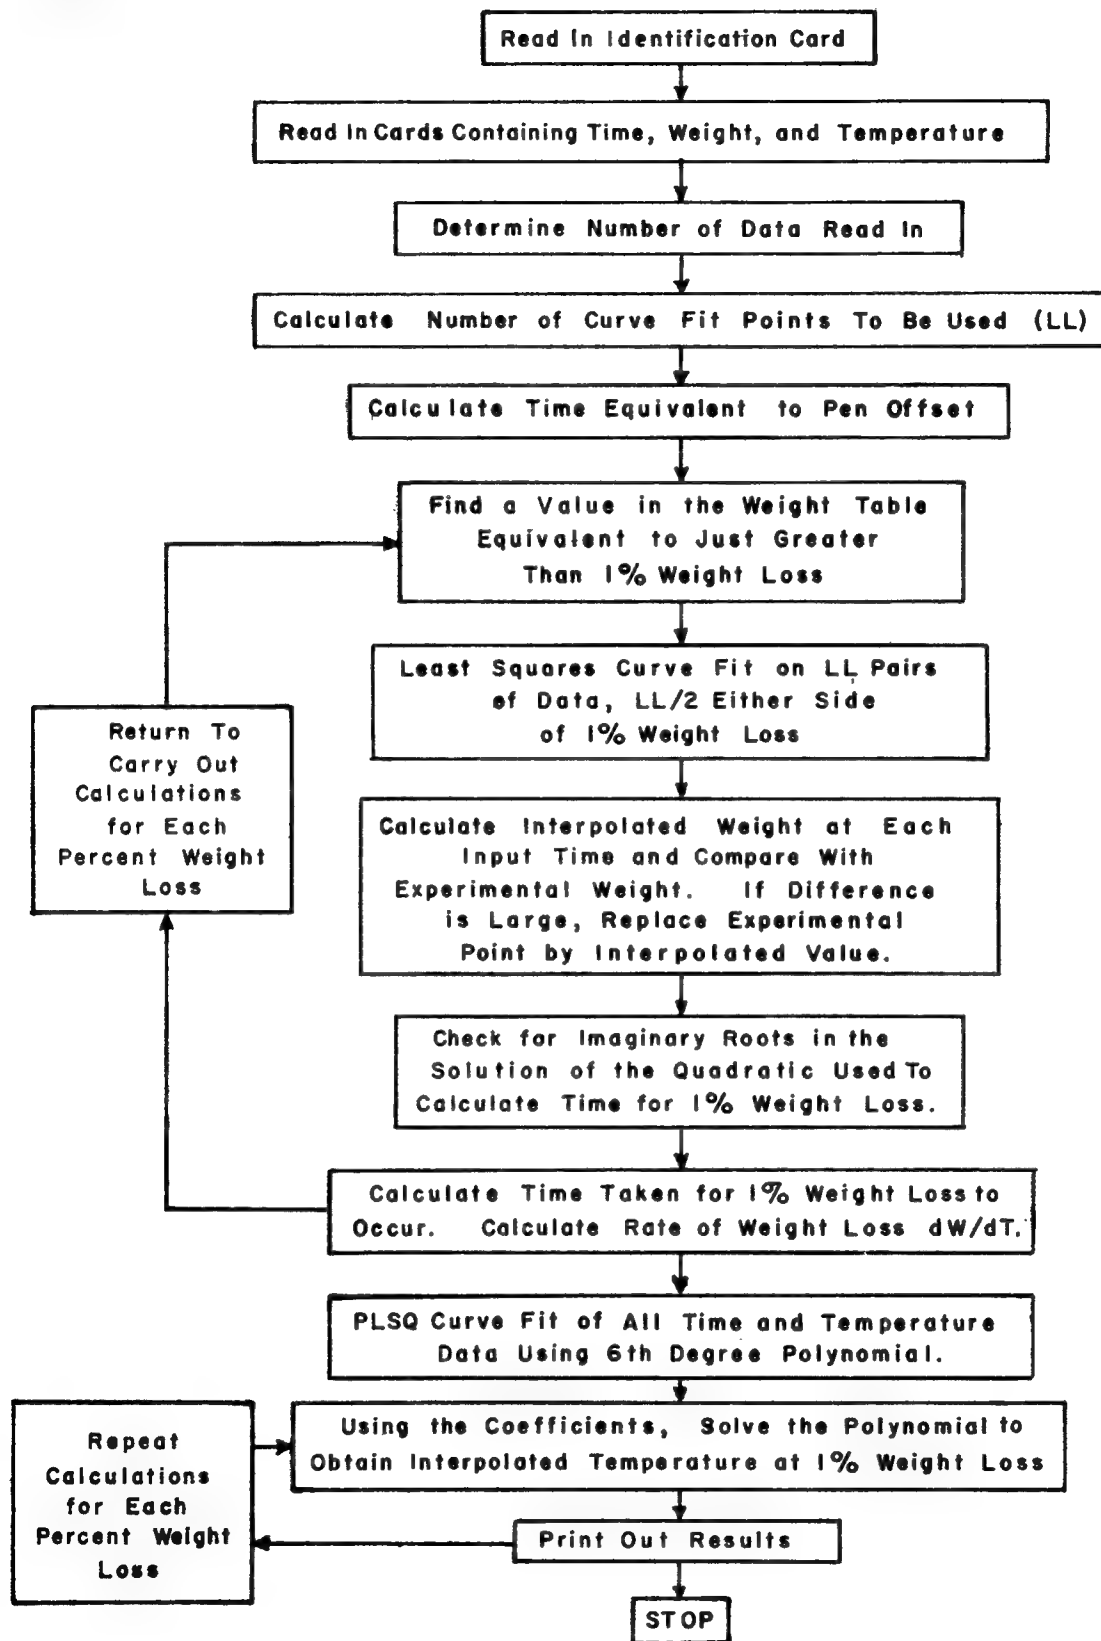 Read In Identification Card
Read In Cards Containing Time, Weight, and Temperature
Determine Number of Data Read In
Calculate Number of Curve Fit Points To Be Used (LL)
Calculate Time Equivalent to Pen Offset
Find a Value in the Weight Table
Equivalent to Just Greater
Than 1% Weight Loss
Least Squares Curve Fit on LL Pairs
of Data, LL/2 Either Side
of 1% Weight Loss
Return To
Carry Out
Calculations
for Each
Percent Weight
Loss
Calculate Interpolated Weight at Each
Input Time and Compare With
Experimental Weight. If Difference
is Large, Replace Experimental
Point by Interpolated Value.
Check for Imaginary Roots in the
Solution of the Quadratic Used To
Calculate Time for 1% Weight Loss.
Calculate Time Taken for 1% Weight Loss to
Occur. Calculate Rate of Weight Loss dW/dT.
PLSQ Curve Fit of All Time and Temperature
Data Using 6th Degree Polynomial.
Using the Coefficients, Solve the Polynomial to
Obtain Interpolated Temperature at 1% Weight Loss
Repeat
Calculations
for Each
Percent Weight
Loss
Print Out Results
STOP